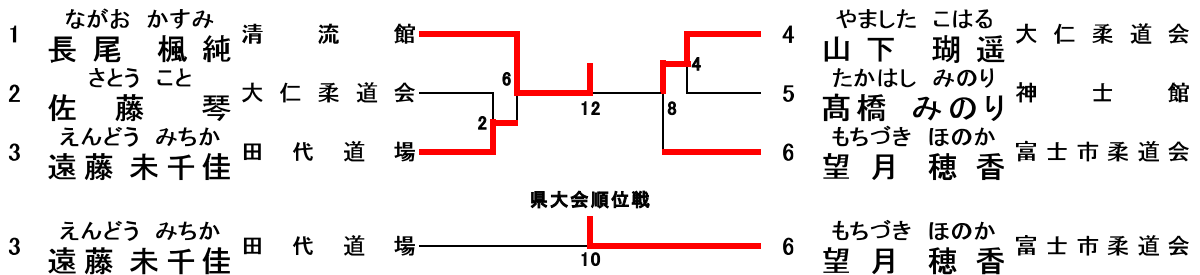 ながお かすみ
1 長尾 楓純 清流館
さとう こと
2 佐藤 琴 大仁柔道会
えんどう みちか
3 遠藤 未千佳 田代道場
6
2
12
やました こはる
4 山下 瑚遥 大仁柔道会
たかはし みのり
5 髙橋 みのり 神士館
もちづき ほのか
6 望月 穂香 富士市柔道会
4
8
県大会順位戦
えんどう みちか
3 遠藤 未千佳 田代道場
10
もちづき ほのか
6 望月 穂香 富士市柔道会